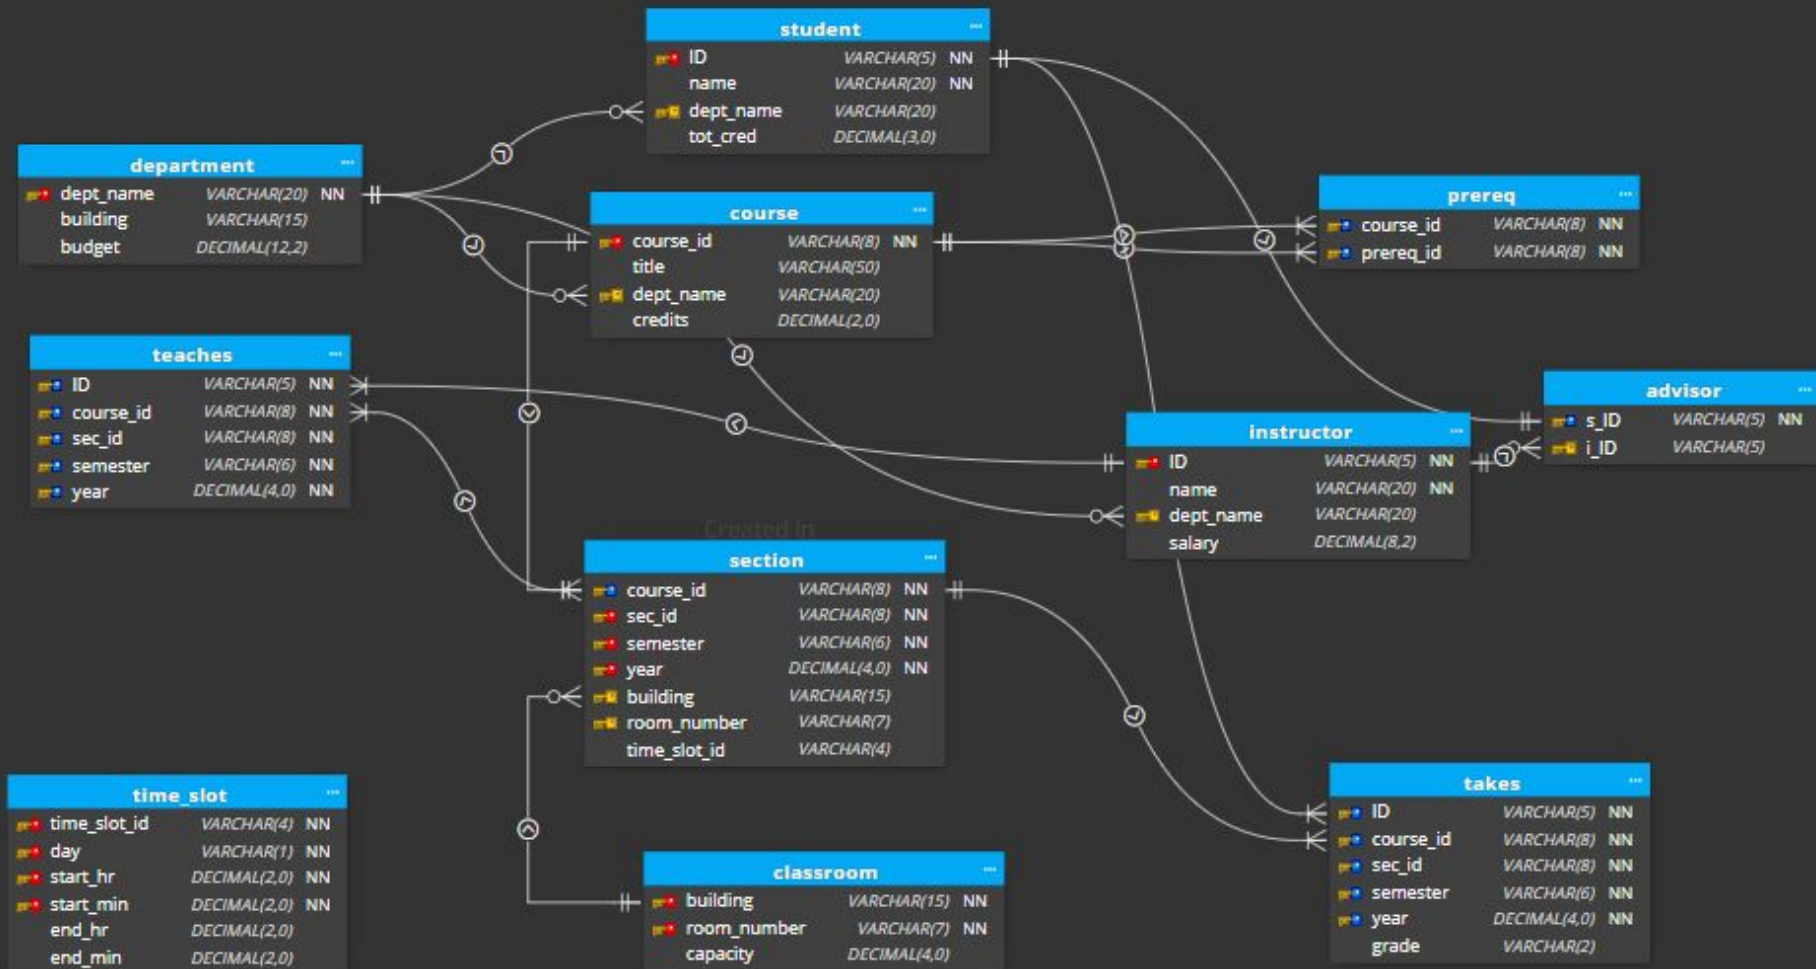 student
ID VARCHAR(5) NN
name VARCHAR(20) NN
dept_name VARCHAR(20)
tot_cred DECIMAL(3,0)
department
dept_name VARCHAR(20) NN
building VARCHAR(15)
budget DECIMAL(12,2)
course
course_id VARCHAR(8) NN
title VARCHAR(50)
dept_name VARCHAR(20)
credits DECIMAL(2,0)
prereq
course_id VARCHAR(8) NN
prereq_id VARCHAR(8) NN
teaches
ID VARCHAR(5) NN
course_id VARCHAR(8) NN
sec_id VARCHAR(8) NN
semester VARCHAR(6) NN
year DECIMAL(4,0) NN
advisor
s_ID VARCHAR(5) NN
i_ID VARCHAR(5)
instructor
ID VARCHAR(5) NN
name VARCHAR(20) NN
dept_name VARCHAR(20)
salary DECIMAL(8,2)
Created in
section
course_id VARCHAR(8) NN
sec_id VARCHAR(8) NN
semester VARCHAR(6) NN
year DECIMAL(4,0) NN
building VARCHAR(15)
room_number VARCHAR(7)
time_slot_id VARCHAR(4)
time_slot
time_slot_id VARCHAR(4) NN
day VARCHAR(1) NN
start_hr DECIMAL(2,0) NN
start_min DECIMAL(2,0) NN
end_hr DECIMAL(2,0)
end_min DECIMAL(2,0)
classroom
building VARCHAR(15) NN
room_number VARCHAR(7) NN
capacity DECIMAL(4,0)
takes
ID VARCHAR(5) NN
course_id VARCHAR(8) NN
sec_id VARCHAR(8) NN
semester VARCHAR(6) NN
year DECIMAL(4,0) NN
grade VARCHAR(2)